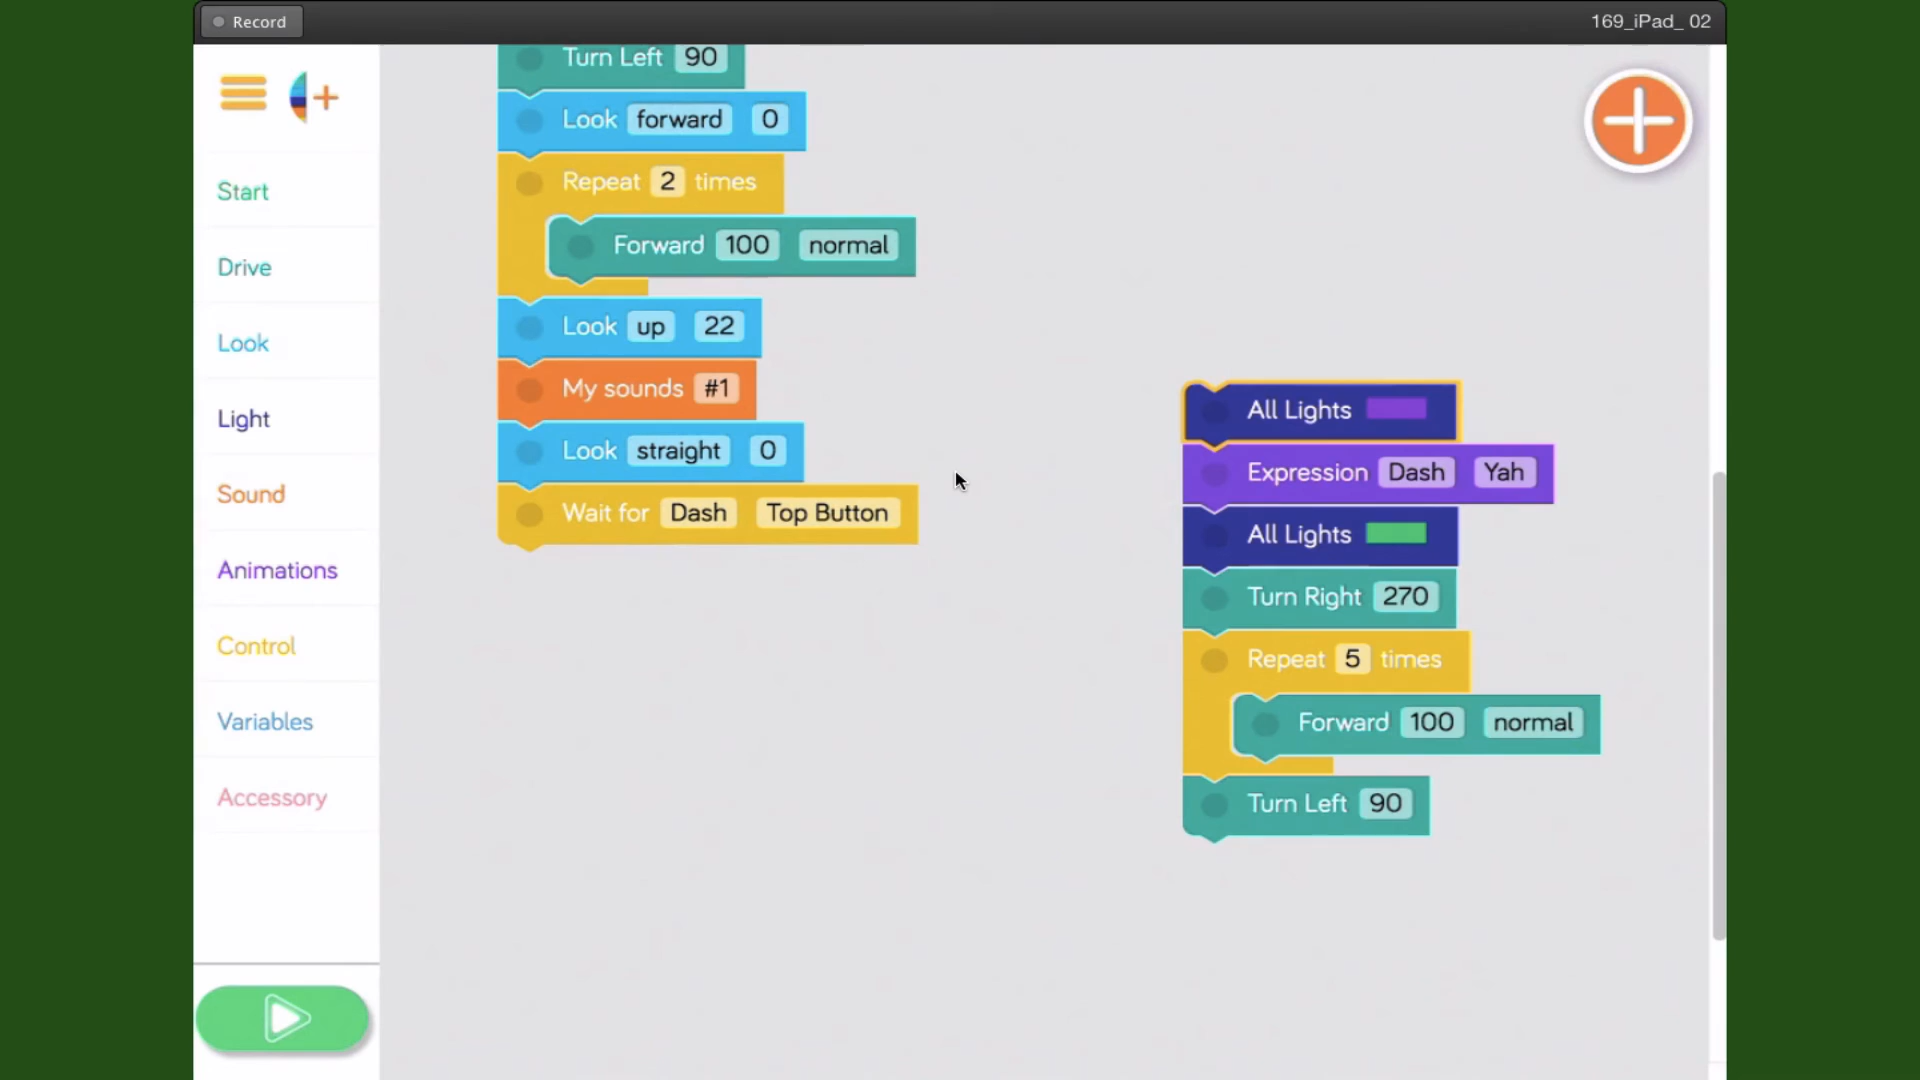 Record
169_iPad_ 02
Start
Drive
Look
Light
Sound
Animations
Control
Variables
Accessory
Turn Left 90
Look forward 0
Repeat 2 times
Forward 100 normal
Look up 22
My sounds #1
Look straight 0
Wait for Dash Top Button
All Lights
Expression Dash Yah
All Lights
Turn Right 270
Repeat 5 times
Forward 100 normal
Turn Left 90